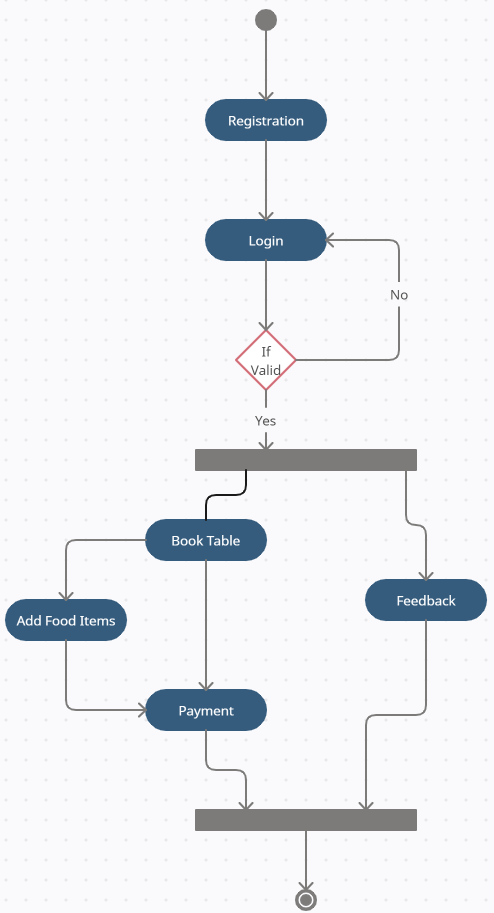 Registration
Login
No
If
Valid
Yes
Book Table
Feedback
Add Food Items
Payment